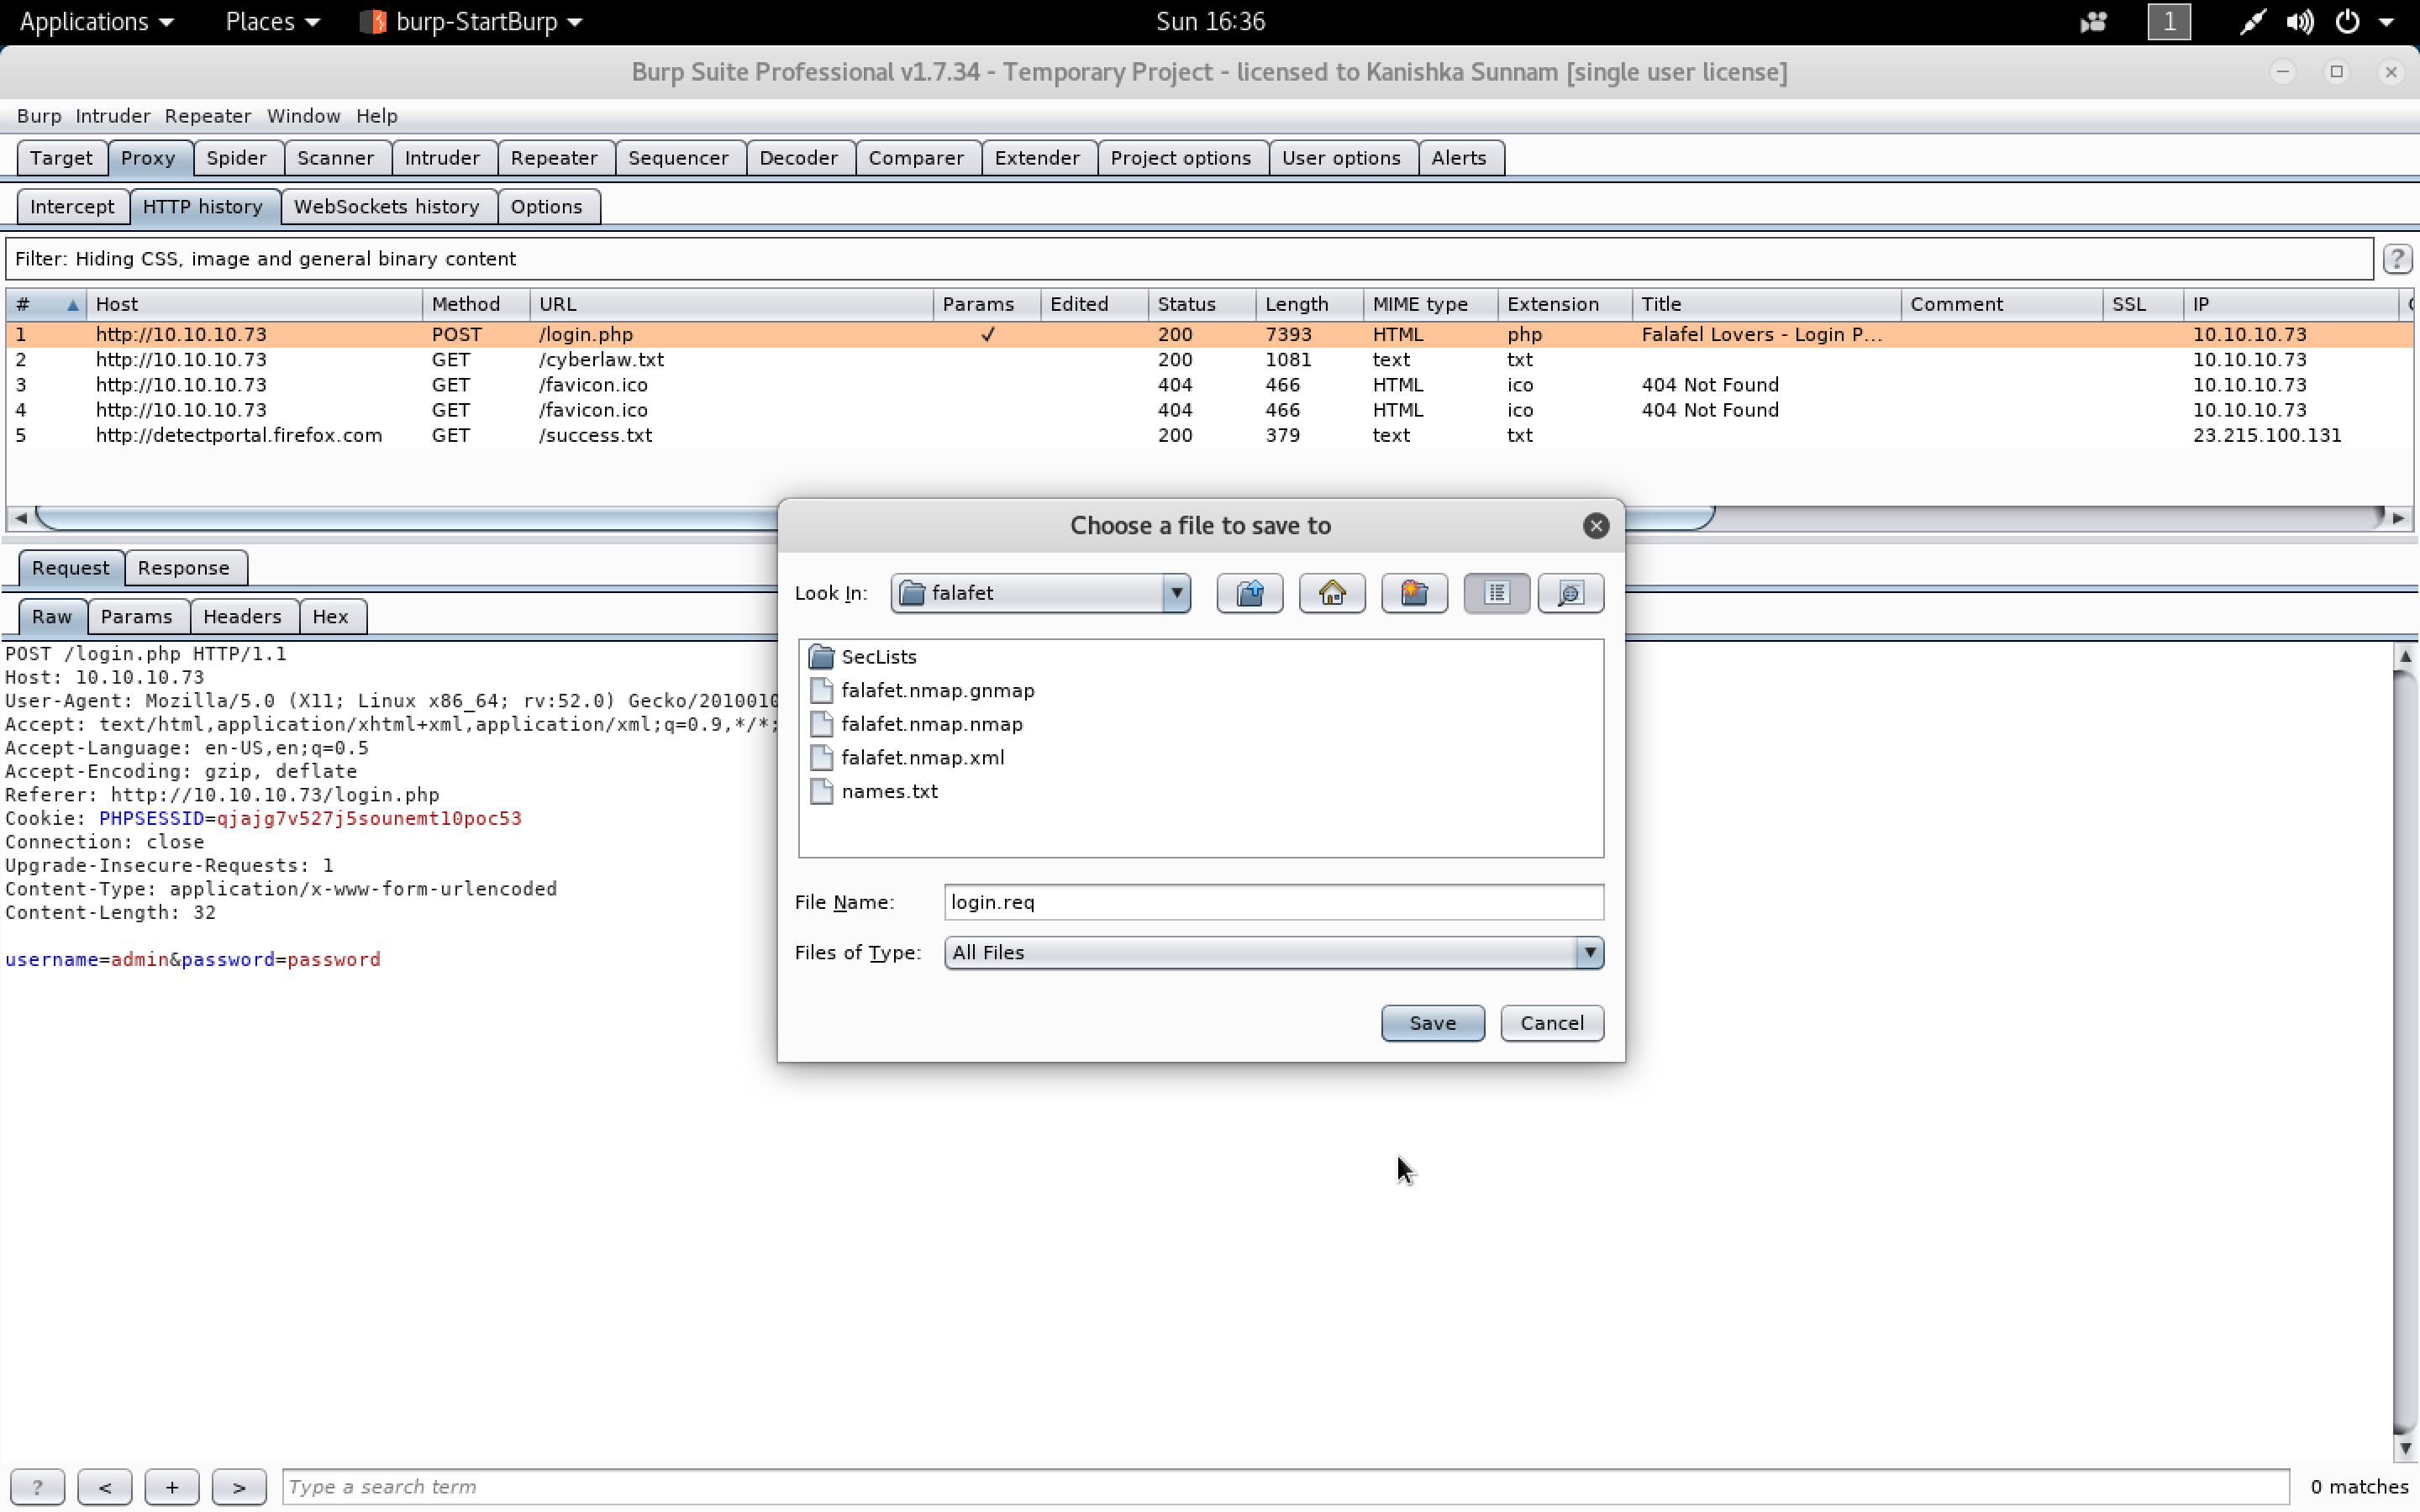 Applications Places burp-StartBurp Sun 16:36 1
Burp Suite Professional v1.7.34 - Temporary Project - licensed to Kanishka Sunnam [single user license]
Burp Intruder Repeater Window Help
Target Proxy Spider Scanner Intruder Repeater Sequencer Decoder Comparer Extender Project options User options Alerts
Intercept HTTP history WebSockets history Options
Filter: Hiding CSS, image and general binary content ?
# Host Method URL Params Edited Status Length MIME type Extension Title Comment SSL IP
1 http://10.10.10.73 POST /login.php ✓ 200 7393 HTML php Falafel Lovers - Login P... 10.10.10.73
2 http://10.10.10.73 GET /cyberlaw.txt 200 1081 text txt 10.10.10.73
3 http://10.10.10.73 GET /favicon.ico 404 466 HTML ico 404 Not Found 10.10.10.73
4 http://10.10.10.73 GET /favicon.ico 404 466 HTML ico 404 Not Found 10.10.10.73
5 http://detectportal.firefox.com GET /success.txt 200 379 text txt 23.215.100.131
Request Response
Raw Params Headers Hex
POST /login.php HTTP/1.1
Host: 10.10.10.73
User-Agent: Mozilla/5.0 (X11; Linux x86_64; rv:52.0) Gecko/2010010
Accept: text/html,application/xhtml+xml,application/xml;q=0.9,*/*;
Accept-Language: en-US,en;q=0.5
Accept-Encoding: gzip, deflate
Referer: http://10.10.10.73/login.php
Cookie: PHPSESSID=qjajg7v527j5sounemt10poc53
Connection: close
Upgrade-Insecure-Requests: 1
Content-Type: application/x-www-form-urlencoded
Content-Length: 32
username=admin&password=password
Choose a file to save to
Look In: falafet
SecLists
falafet.nmap.gnmap
falafet.nmap.nmap
falafet.nmap.xml
names.txt
File Name: login.req
Files of Type: All Files
Save Cancel
? < + > Type a search term 0 matches